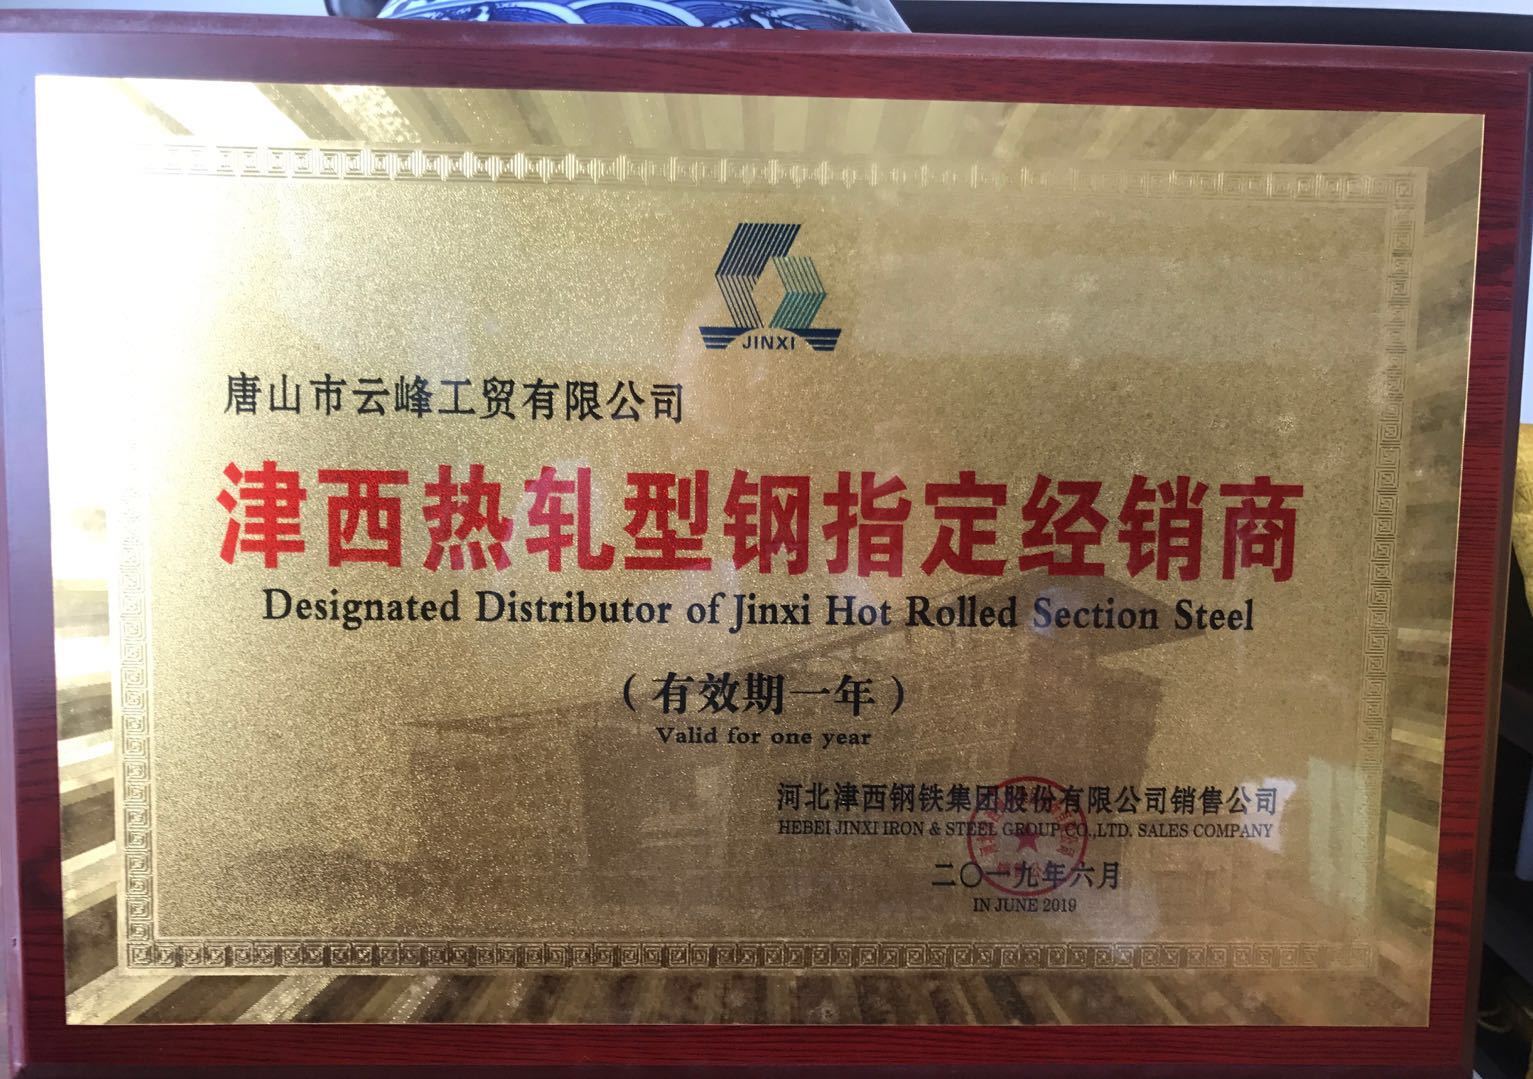 JINXI
唐山市云峰工贸有限公司
津西热轧型钢指定经销商
Designated Distributor of Jinxi Hot Rolled Section Steel
（有效期一年）
Valid for one year
河北津西钢铁集团股份有限公司销售公司
HEBEI JINXI IRON & STEEL GROUP CO.,LTD. SALES COMPANY
二〇一九年六月
IN JUNE 2019